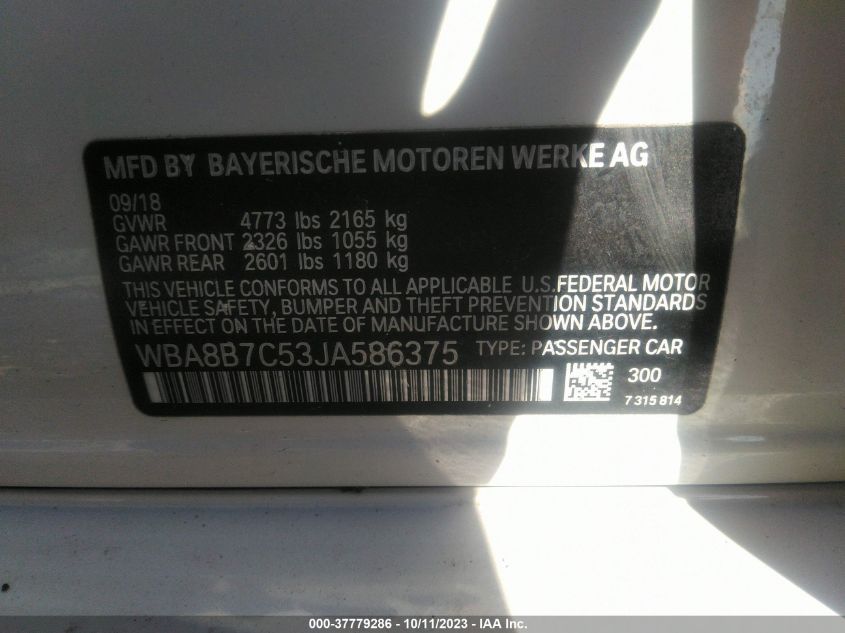 MFD BY BAYERISCHE MOTOREN WERKE AG
09/18
GVWR 4773 lbs 2165 kg
GAWR FRONT 2326 lbs 1055 kg
GAWR REAR 2601 lbs 1180 kg
THIS VEHICLE CONFORMS TO ALL APPLICABLE U.S.FEDERAL MOTOR
VEHICLE SAFETY, BUMPER AND THEFT PREVENTION STANDARDS
IN EFFECT ON THE DATE OF MANUFACTURE SHOWN ABOVE.
WBA8B7C53JA586375 TYPE: PASSENGER CAR
300
7 315 814
000-37779286 - 10/11/2023 - IAA Inc.